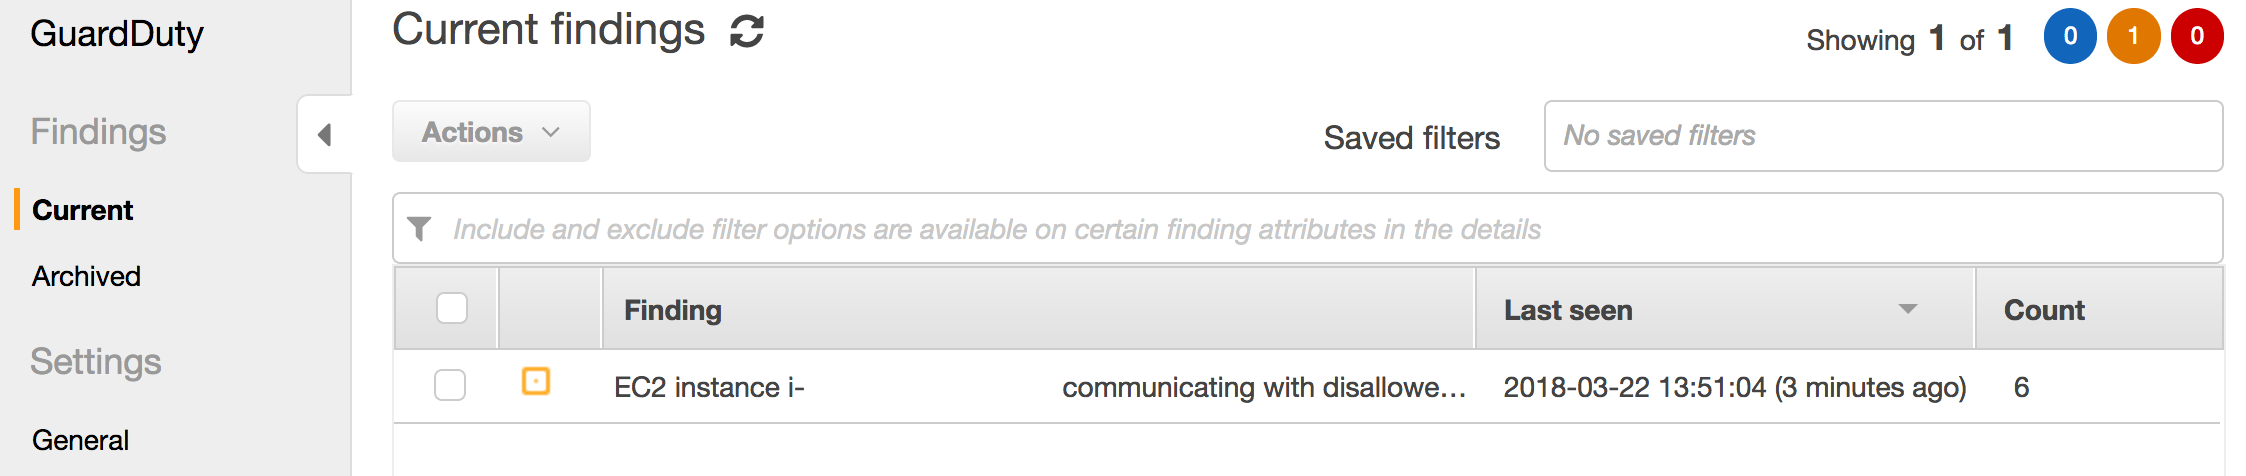 GuardDuty
Findings
Current
Archived
Settings
General
Current findings
Showing 1 of 1 0 1 0
Actions
Saved filters No saved filters
Include and exclude filter options are available on certain finding attributes in the details
Finding Last seen Count
EC2 instance i- communicating with disallowe... 2018-03-22 13:51:04 (3 minutes ago) 6